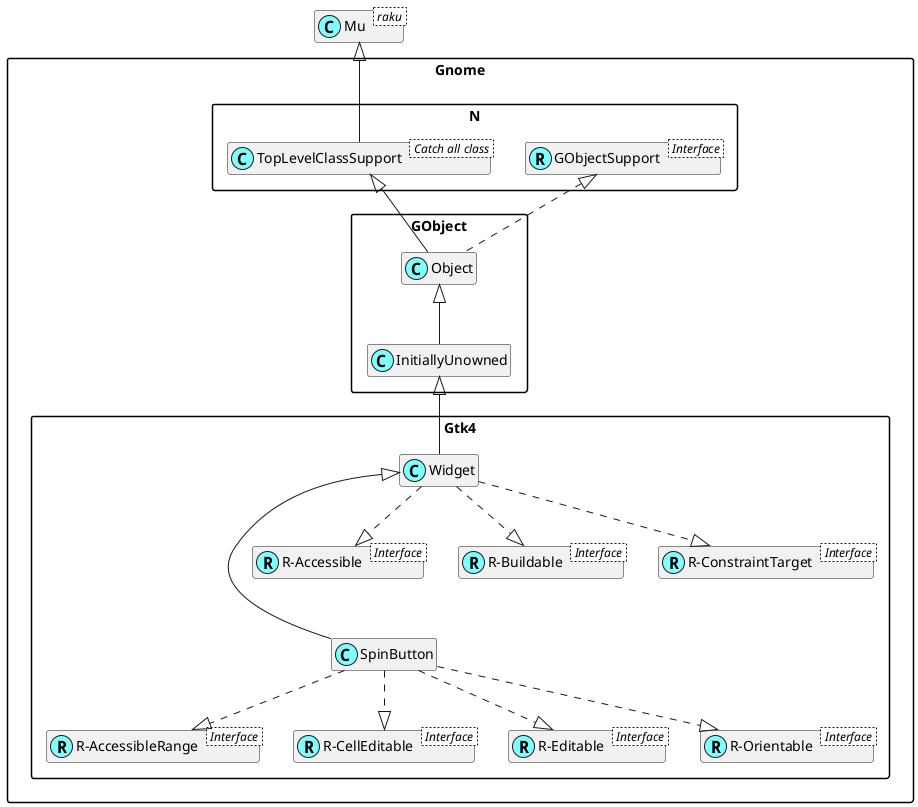 C Mu raku
Gnome
N
C TopLevelClassSupport Catch all class
R GObjectSupport Interface
GObject
C Object
C InitiallyUnowned
Gtk4
C Widget
R R-Accessible Interface
R R-Buildable Interface
R R-ConstraintTarget Interface
C SpinButton
R R-AccessibleRange Interface
R R-CellEditable Interface
R R-Editable Interface
R R-Orientable Interface